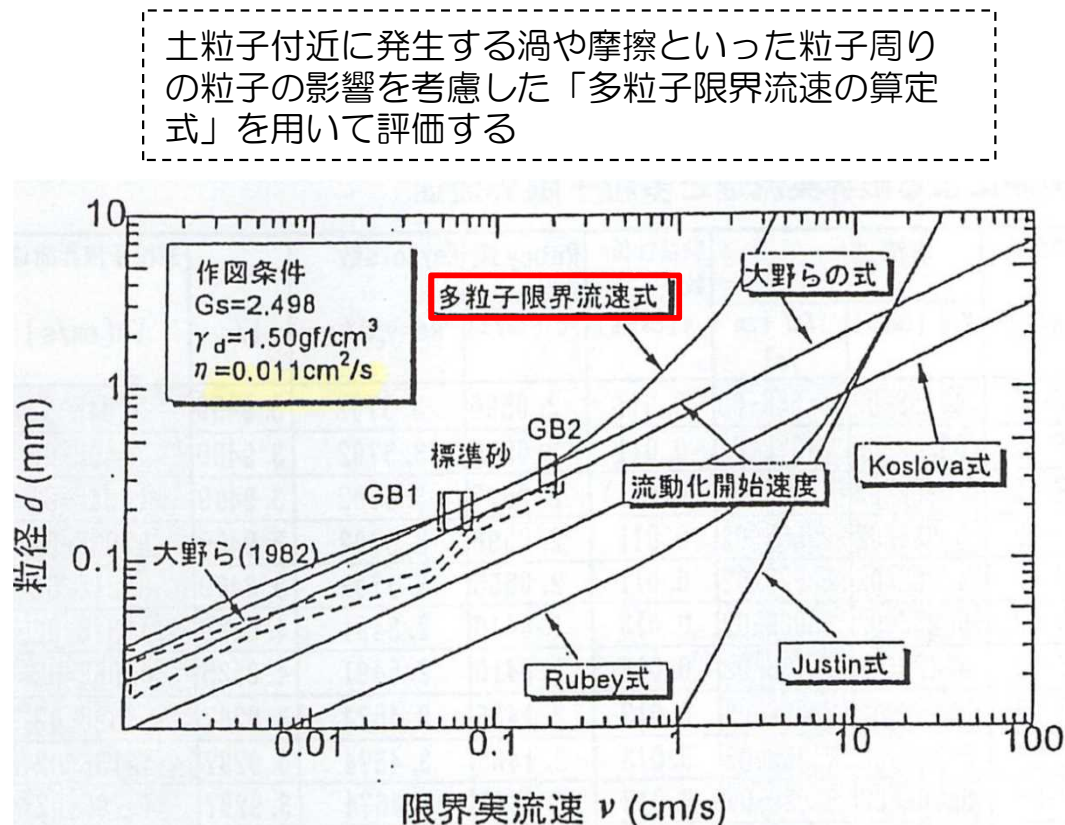 土粒子付近に発生する渦や摩擦といった粒子周り
の粒子の影響を考慮した「多粒子限界流速の算定
式」を用いて評価する
10
作図条件
Gs=2.498
γd=1.50gf/cm³
η=0.011cm²/s
多粒子限界流速式
大野らの式
1
GB2
標準砂
GB1
流動化開始速度
Koslova式
大野ら(1982)
0.1
粒径 d (mm)
Rubey式
Justin式
0.01
0.1
1
10
100
限界実流速 ν (cm/s)